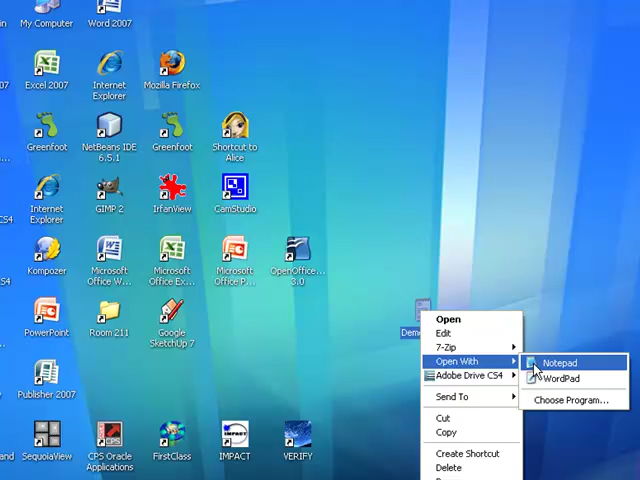 My Computer
Word 2007
Excel 2007
Internet
Explorer
Mozilla Firefox
Greenfoot
NetBeans IDE
6.5.1
Greenfoot
Shortcut to
Alice
Internet
Explorer
GIMP 2
IrfanView
CamStudio
Kompozer
Microsoft
Office W...
Microsoft
Office Ex...
Microsoft
Office P...
OpenOffice...
3.0
PowerPoint
Room 211
Google
SketchUp 7
Publisher 2007
SequoiaView
CPS Oracle
Applications
FirstClass
IMPACT
VERIFY
CPS
IMPACT
CS4
Open
Edit
7-Zip
Open With
Adobe Drive CS4
Send To
Cut
Copy
Create Shortcut
Delete
Notepad
WordPad
Choose Program...